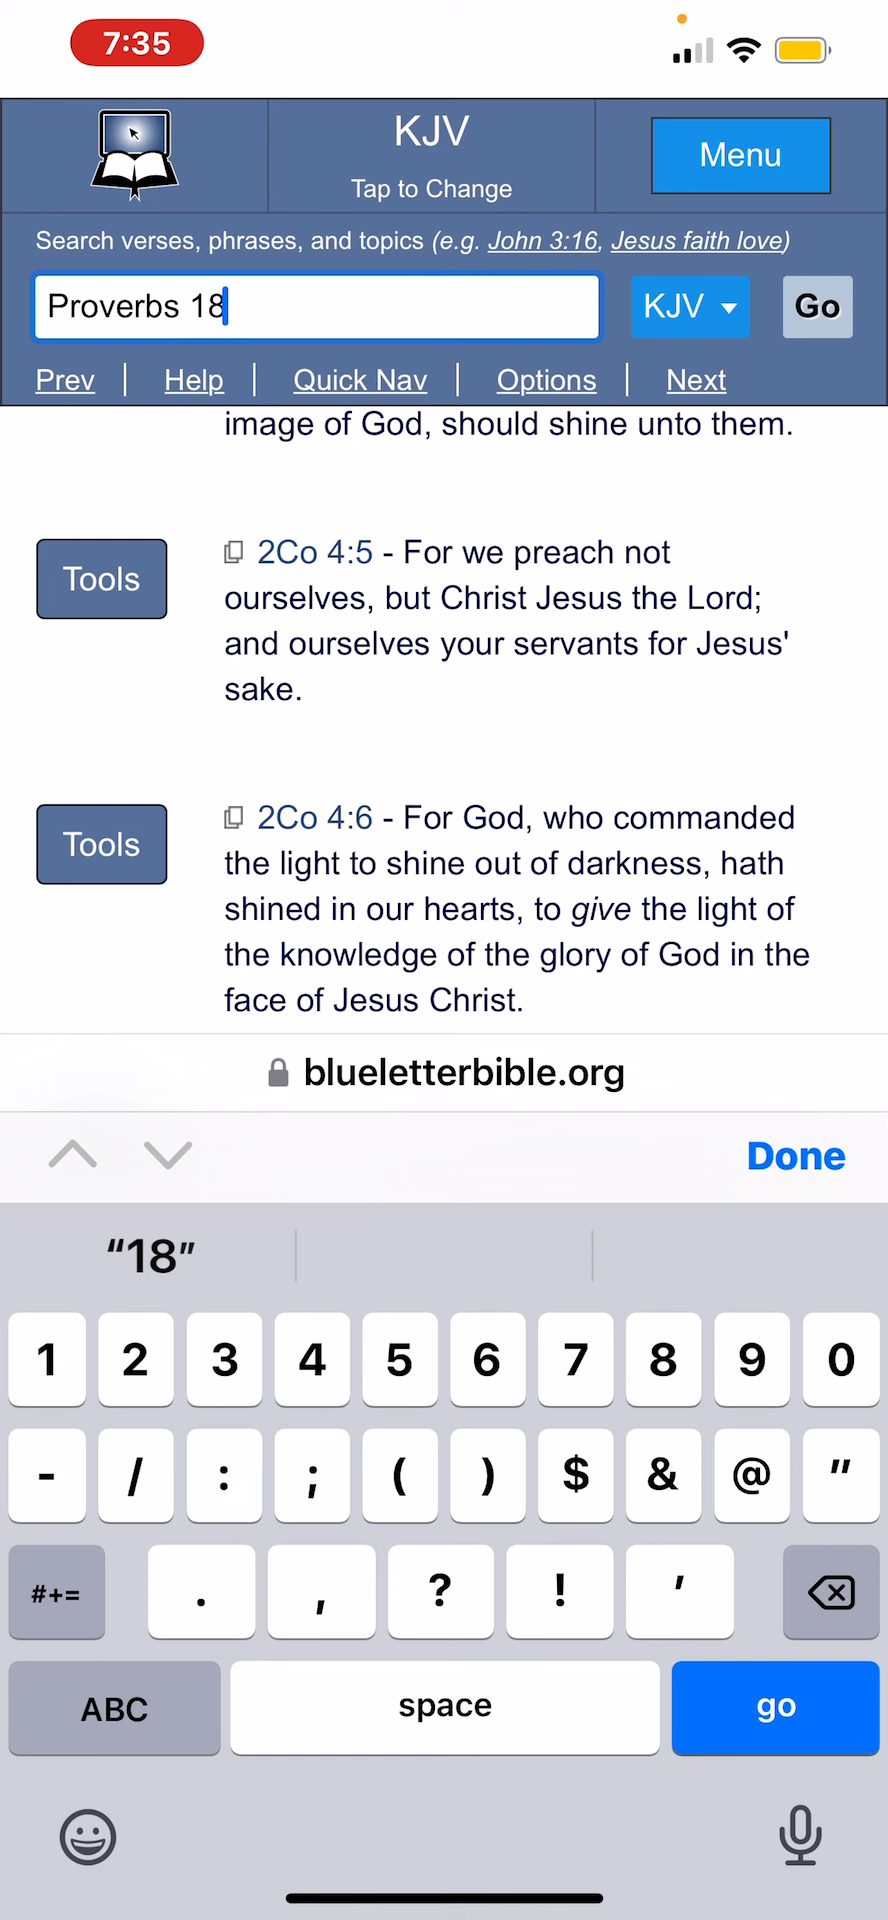 7:35
KJV
Tap to Change
Menu
Search verses, phrases, and topics (e.g. John 3:16, Jesus faith love)
Proverbs 18
KJV
Go
Prev | Help | Quick Nav | Options | Next
image of God, should shine unto them.
Tools
2Co 4:5 - For we preach not
ourselves, but Christ Jesus the Lord;
and ourselves your servants for Jesus'
sake.
Tools
2Co 4:6 - For God, who commanded
the light to shine out of darkness, hath
shined in our hearts, to give the light of
the knowledge of the glory of God in the
face of Jesus Christ.
blueletterbible.org
Done
“18”
1 2 3 4 5 6 7 8 9 0
- / : ; ( ) $ & @ "
#+= . , ? ! '
ABC space go